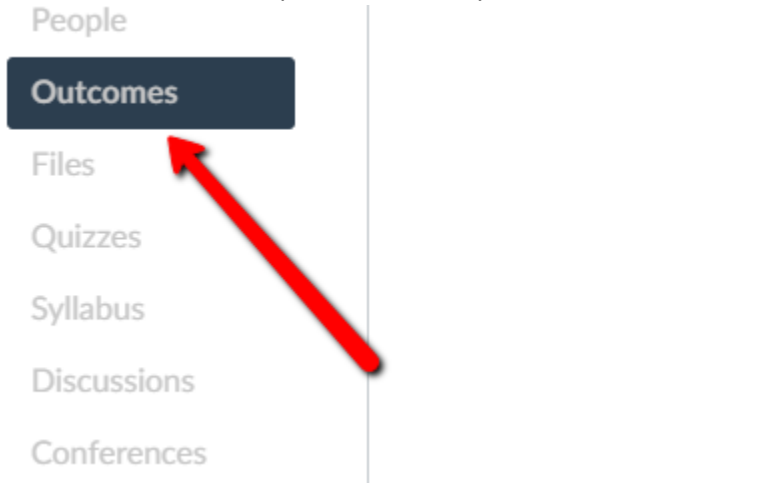 People
Outcomes
Files
Quizzes
Syllabus
Discussions
Conferences